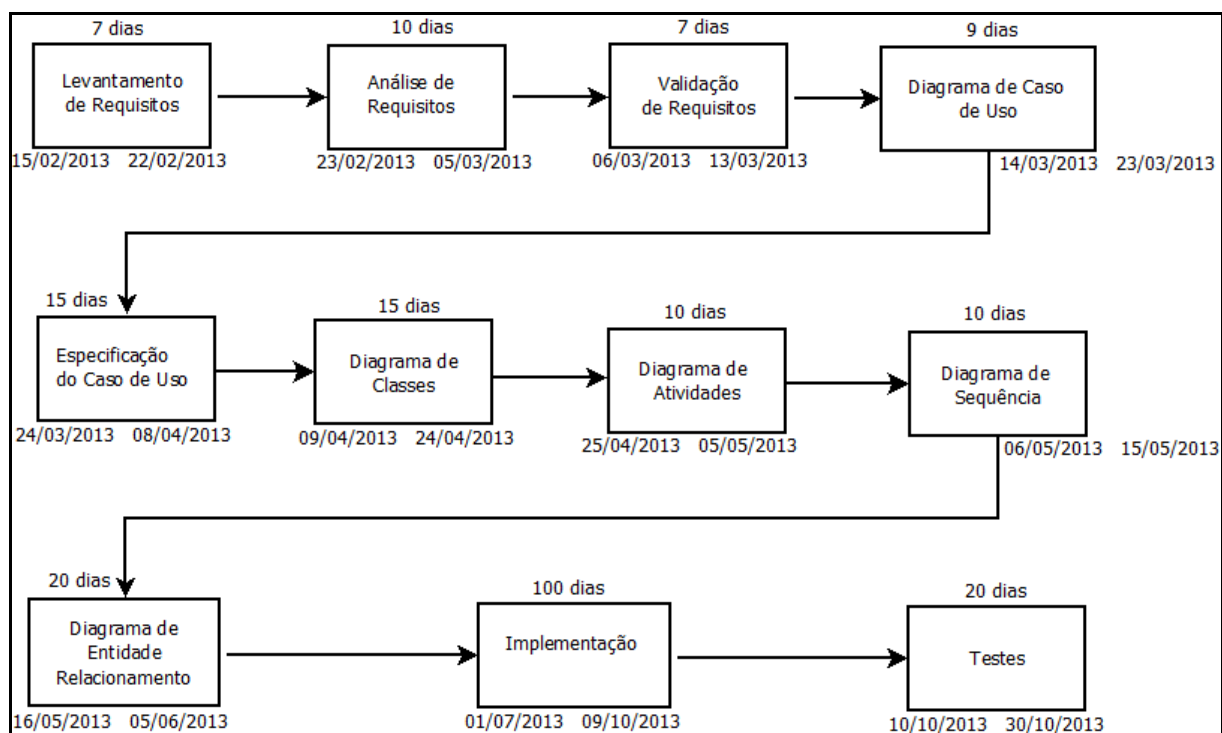 7 dias
Levantamento
de Requisitos
15/02/2013 22/02/2013
10 dias
Análise de
Requisitos
23/02/2013 05/03/2013
7 dias
Validação
de Requisitos
06/03/2013 13/03/2013
9 dias
Diagrama de Caso
de Uso
14/03/2013 23/03/2013
15 dias
Especificação
do Caso de Uso
24/03/2013 08/04/2013
15 dias
Diagrama de
Classes
09/04/2013 24/04/2013
10 dias
Diagrama de
Atividades
25/04/2013 05/05/2013
10 dias
Diagrama de
Sequência
06/05/2013 15/05/2013
20 dias
Diagrama de
Entidade
Relacionamento
16/05/2013 05/06/2013
100 dias
Implementação
01/07/2013 09/10/2013
20 dias
Testes
10/10/2013 30/10/2013